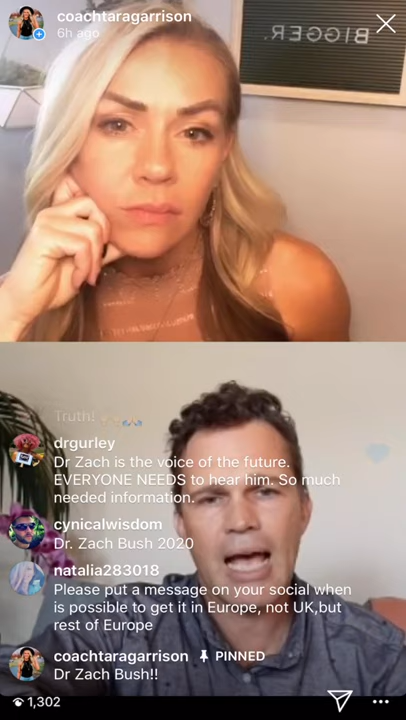 coachtaragarrison
6h ago
BIGGER.
Truth! 🙏🙏🙏
drgurley
Dr Zach is the voice of the future.
EVERYONE NEEDS to hear him. So much
needed information.
cynicalwisdom
Dr. Zach Bush 2020
natalia283018
Please put a message on your social when
is possible to get it in Europe, not UK,but
rest of Europe
coachtaragarrison PINNED
Dr Zach Bush!!
1,302